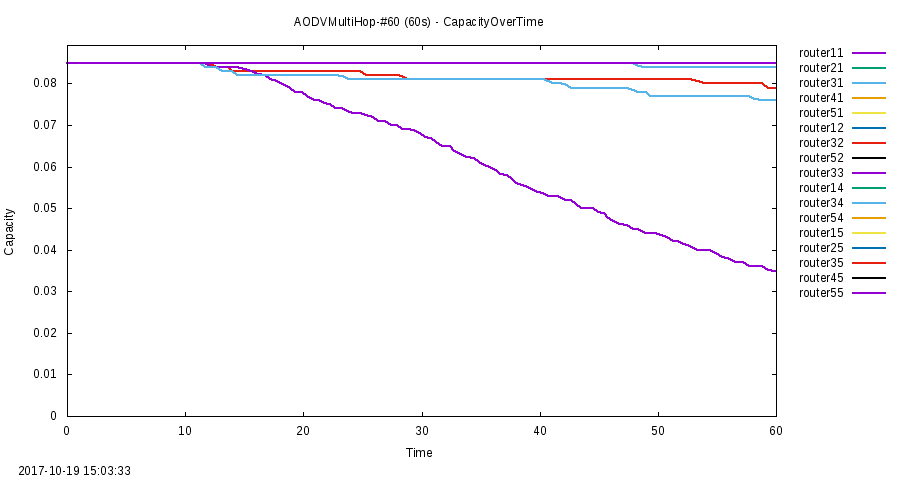 AODVMultiHop-#60 (60s) - CapacityOverTime
router11
router21
router31
router41
router51
router12
router32
router52
router33
router14
router34
router54
router15
router25
router35
router45
router55
Capacity
0.08
0.07
0.06
0.05
0.04
0.03
0.02
0.01
0
0 10 20 30 40 50 60
Time
2017-10-19 15:03:33